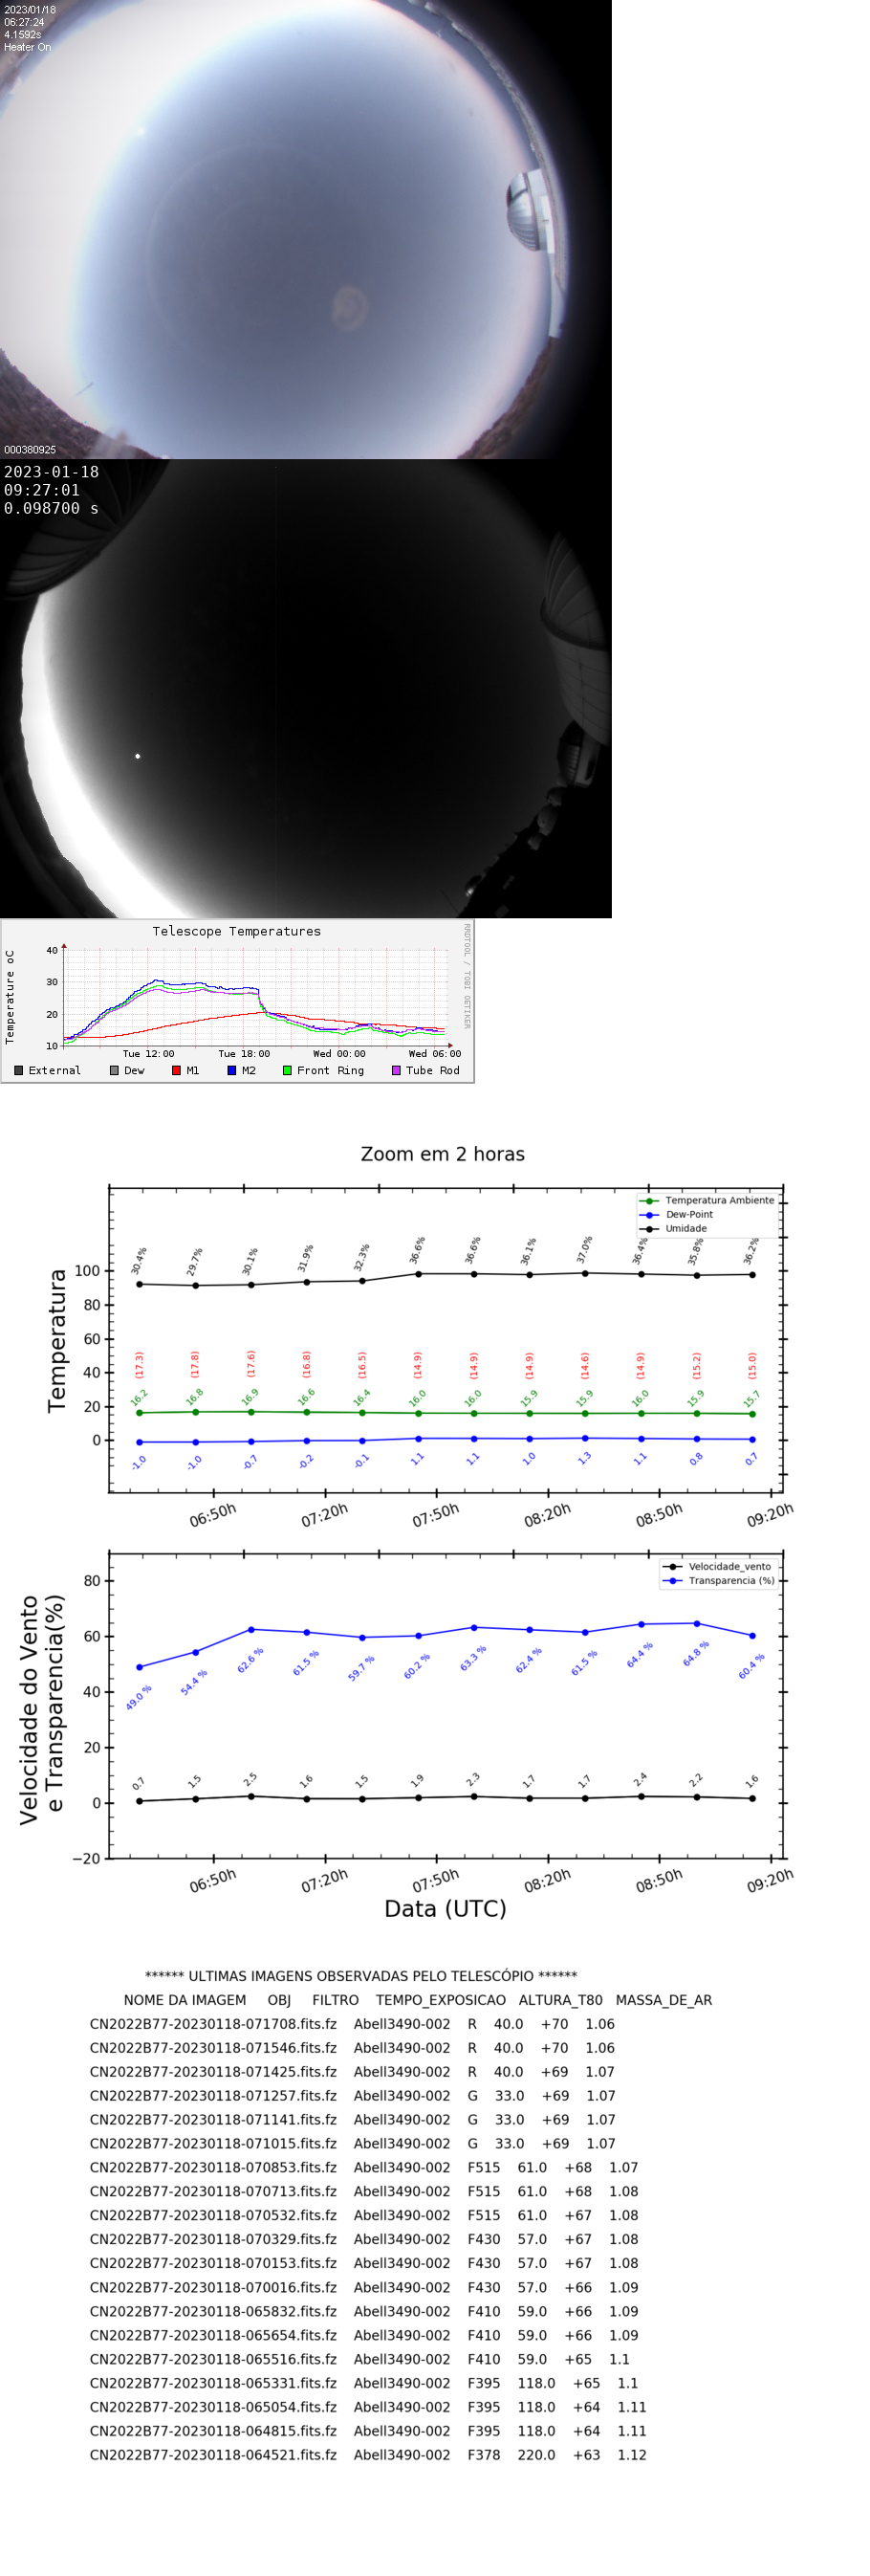 2023/01/18
06:27:24
4.1592s
Heater On
000380925
2023-01-18
09:27:01
0.098700 s
Telescope Temperatures
RRDTOOL / TOBI OETIKER
Temperature oC
40
30
20
10
Tue 12:00 Tue 18:00 Wed 00:00 Wed 06:00
External Dew M1 M2 Front Ring Tube Rod
Zoom em 2 horas
Temperatura Ambiente
Dew-Point
Umidade
Temperatura
100
80
60
40
20
0
30.4% 29.7% 30.1% 31.9% 32.3% 36.6% 36.6% 36.1% 37.0% 36.4% 35.8% 36.2%
(17.3) (17.8) (17.6) (16.8) (16.5) (14.9) (14.9) (14.9) (14.6) (14.9) (15.2) (15.0)
16.2 16.8 16.9 16.6 16.4 16.0 16.0 15.9 15.9 16.0 15.9 15.7
-1.0 -1.0 -0.7 -0.2 -0.1 1.1 1.1 1.0 1.3 1.1 0.8 0.7
06:50h 07:20h 07:50h 08:20h 08:50h 09:20h
Velocidade_vento
Transparencia (%)
Velocidade do Vento
e Transparencia(%)
80
60
40
20
0
−20
49.0 % 54.4 % 62.6 % 61.5 % 59.7 % 60.2 % 63.3 % 62.4 % 61.5 % 64.4 % 64.8 % 60.4 %
0.7 1.5 2.5 1.6 1.5 1.9 2.3 1.7 1.7 2.4 2.2 1.6
06:50h 07:20h 07:50h 08:20h 08:50h 09:20h
Data (UTC)
****** ULTIMAS IMAGENS OBSERVADAS PELO TELESCÓPIO ******
NOME DA IMAGEM OBJ FILTRO TEMPO_EXPOSICAO ALTURA_T80 MASSA_DE_AR
CN2022B77-20230118-071708.fits.fz Abell3490-002 R 40.0 +70 1.06
CN2022B77-20230118-071546.fits.fz Abell3490-002 R 40.0 +70 1.06
CN2022B77-20230118-071425.fits.fz Abell3490-002 R 40.0 +69 1.07
CN2022B77-20230118-071257.fits.fz Abell3490-002 G 33.0 +69 1.07
CN2022B77-20230118-071141.fits.fz Abell3490-002 G 33.0 +69 1.07
CN2022B77-20230118-071015.fits.fz Abell3490-002 G 33.0 +69 1.07
CN2022B77-20230118-070853.fits.fz Abell3490-002 F515 61.0 +68 1.07
CN2022B77-20230118-070713.fits.fz Abell3490-002 F515 61.0 +68 1.08
CN2022B77-20230118-070532.fits.fz Abell3490-002 F515 61.0 +67 1.08
CN2022B77-20230118-070329.fits.fz Abell3490-002 F430 57.0 +67 1.08
CN2022B77-20230118-070153.fits.fz Abell3490-002 F430 57.0 +67 1.08
CN2022B77-20230118-070016.fits.fz Abell3490-002 F430 57.0 +66 1.09
CN2022B77-20230118-065832.fits.fz Abell3490-002 F410 59.0 +66 1.09
CN2022B77-20230118-065654.fits.fz Abell3490-002 F410 59.0 +66 1.09
CN2022B77-20230118-065516.fits.fz Abell3490-002 F410 59.0 +65 1.1
CN2022B77-20230118-065331.fits.fz Abell3490-002 F395 118.0 +65 1.1
CN2022B77-20230118-065054.fits.fz Abell3490-002 F395 118.0 +64 1.11
CN2022B77-20230118-064815.fits.fz Abell3490-002 F395 118.0 +64 1.11
CN2022B77-20230118-064521.fits.fz Abell3490-002 F378 220.0 +63 1.12